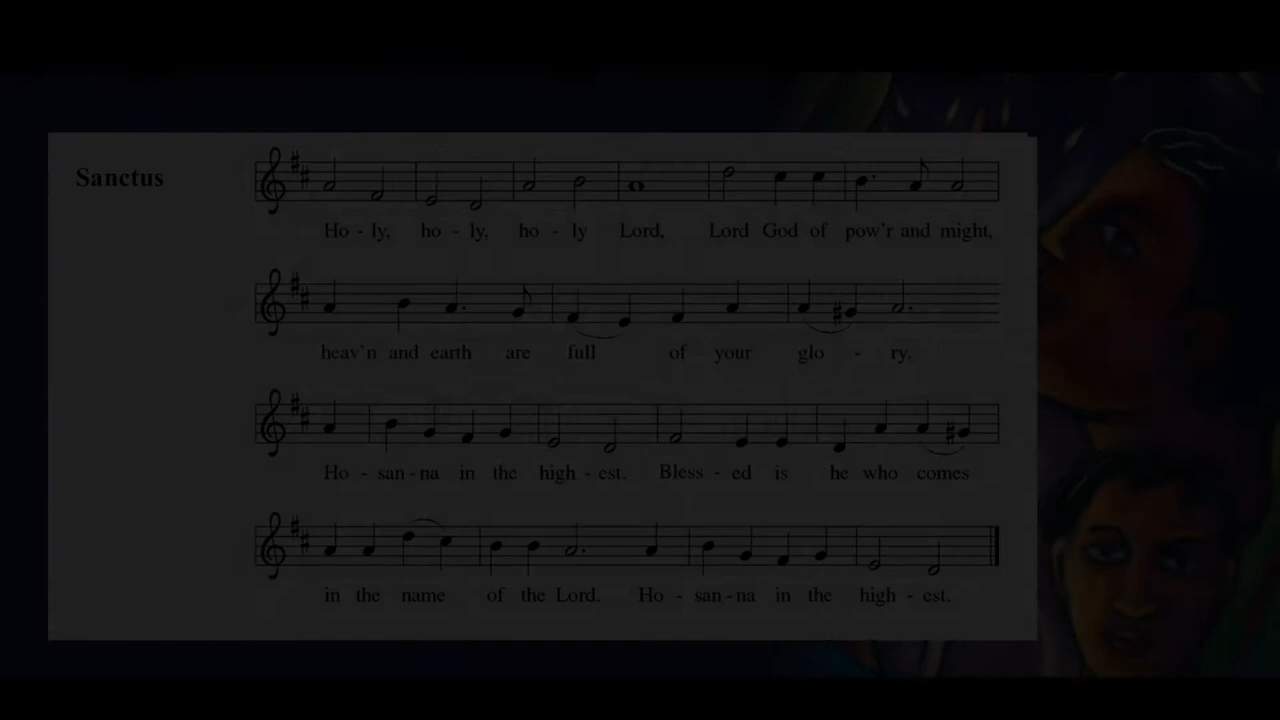 Sanctus
Ho - ly, ho - ly, ho - ly Lord, Lord God of pow'r and might,
heav'n and earth are full of your glo - ry.
Ho - san - na in the high - est. Bless - ed is he who comes
in the name of the Lord. Ho - san - na in the high - est.